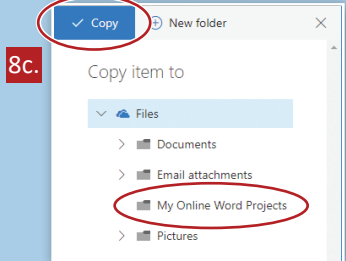 Copy New folder
8c.
Copy item to
Files
Documents
Email attachments
My Online Word Projects
Pictures